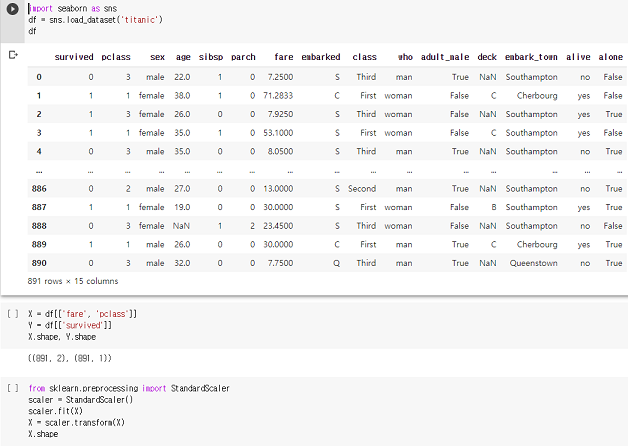 import seaborn as sns
df = sns.load_dataset('titanic')
df
survived pclass sex age sibsp parch fare embarked class who adult_male deck embark_town alive alone
0 0 3 male 22.0 1 0 7.2500 S Third man True NaN Southampton no False
1 1 1 female 38.0 1 0 71.2833 C First woman False C Cherbourg yes False
2 1 3 female 26.0 0 0 7.9250 S Third woman False NaN Southampton yes True
3 1 1 female 35.0 1 0 53.1000 S First woman False C Southampton yes False
4 0 3 male 35.0 0 0 8.0500 S Third man True NaN Southampton no True
... ... ... ... ... ... ... ... ... ... ... ... ... ... ... ...
886 0 2 male 27.0 0 0 13.0000 S Second man True NaN Southampton no True
887 1 1 female 19.0 0 0 30.0000 S First woman False B Southampton yes True
888 0 3 female NaN 1 2 23.4500 S Third woman False NaN Southampton no False
889 1 1 male 26.0 0 0 30.0000 C First man True C Cherbourg yes True
890 0 3 male 32.0 0 0 7.7500 Q Third man True NaN Queenstown no True
891 rows × 15 columns
[ ] X = df[['fare', 'pclass']]
Y = df[['survived']]
X.shape, Y.shape
((891, 2), (891, 1))
[ ] from sklearn.preprocessing import StandardScaler
scaler = StandardScaler()
scaler.fit(X)
X = scaler.transform(X)
X.shape